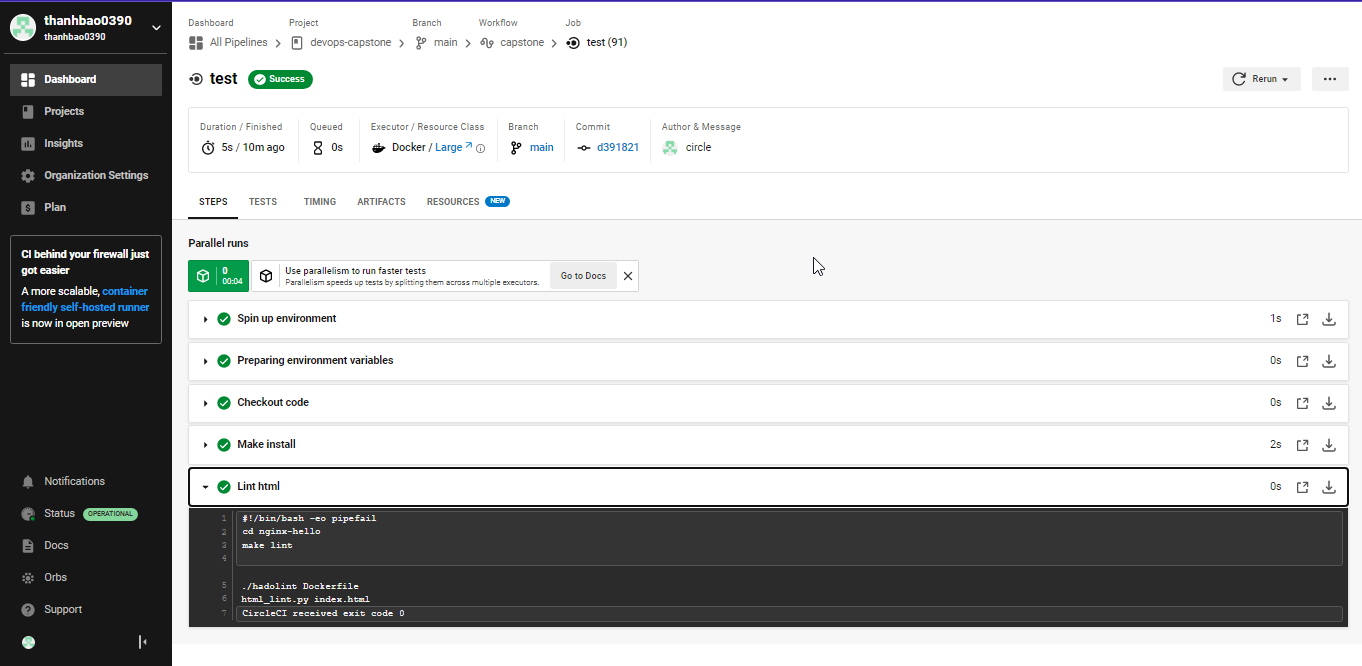 thanhbao0390
thanhbao0390
Dashboard
Projects
Insights
Organization Settings
Plan
CI behind your firewall just
got easier
A more scalable, container
friendly self-hosted runner
is now in open preview
Notifications
Status OPERATIONAL
Docs
Orbs
Support
Dashboard Project Branch Workflow Job
All Pipelines devops-capstone main capstone test (91)
test Success
Rerun
Duration / Finished Queued Executor / Resource Class Branch Commit Author & Message
5s / 10m ago 0s Docker / Large main d391821 circle
STEPS TESTS TIMING ARTIFACTS RESOURCES NEW
Parallel runs
0
00:04
Use parallelism to run faster tests
Parallelism speeds up tests by splitting them across multiple executors.
Go to Docs
Spin up environment 1s
Preparing environment variables 0s
Checkout code 0s
Make install 2s
Lint html 0s
1 #!/bin/bash -eo pipefail
2 cd nginx-hello
3 make lint
4
5 ./hadolint Dockerfile
6 html_lint.py index.html
7 CircleCI received exit code 0